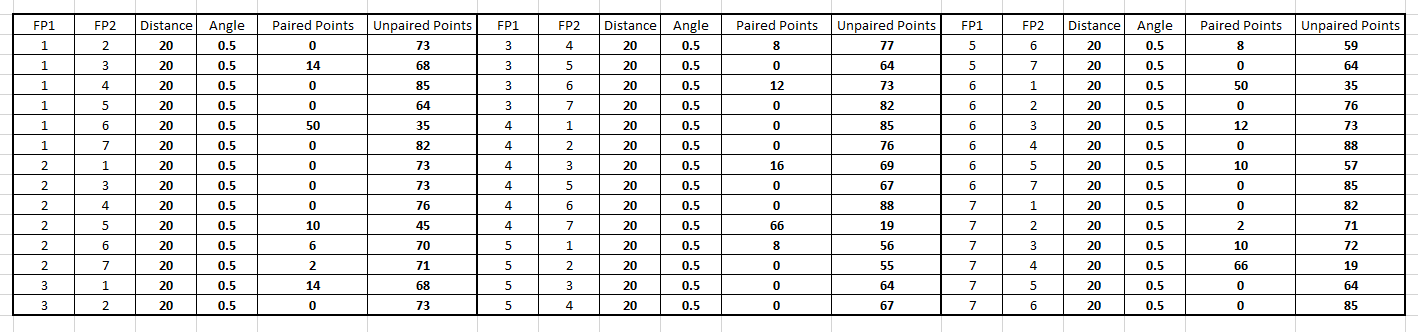 FP1 FP2 Distance Angle Paired Points Unpaired Points FP1 FP2 Distance Angle Paired Points Unpaired Points FP1 FP2 Distance Angle Paired Points Unpaired Points
1 2 20 0.5 0 73 3 4 20 0.5 8 77 5 6 20 0.5 8 59
1 3 20 0.5 14 68 3 5 20 0.5 0 64 5 7 20 0.5 0 64
1 4 20 0.5 0 85 3 6 20 0.5 12 73 6 1 20 0.5 50 35
1 5 20 0.5 0 64 3 7 20 0.5 0 82 6 2 20 0.5 0 76
1 6 20 0.5 50 35 4 1 20 0.5 0 85 6 3 20 0.5 12 73
1 7 20 0.5 0 82 4 2 20 0.5 0 76 6 4 20 0.5 0 88
2 1 20 0.5 0 73 4 3 20 0.5 16 69 6 5 20 0.5 10 57
2 3 20 0.5 0 73 4 5 20 0.5 0 67 6 7 20 0.5 0 85
2 4 20 0.5 0 76 4 6 20 0.5 0 88 7 1 20 0.5 0 82
2 5 20 0.5 10 45 4 7 20 0.5 66 19 7 2 20 0.5 2 71
2 6 20 0.5 6 70 5 1 20 0.5 8 56 7 3 20 0.5 10 72
2 7 20 0.5 2 71 5 2 20 0.5 0 55 7 4 20 0.5 66 19
3 1 20 0.5 14 68 5 3 20 0.5 0 64 7 5 20 0.5 0 64
3 2 20 0.5 0 73 5 4 20 0.5 0 67 7 6 20 0.5 0 85